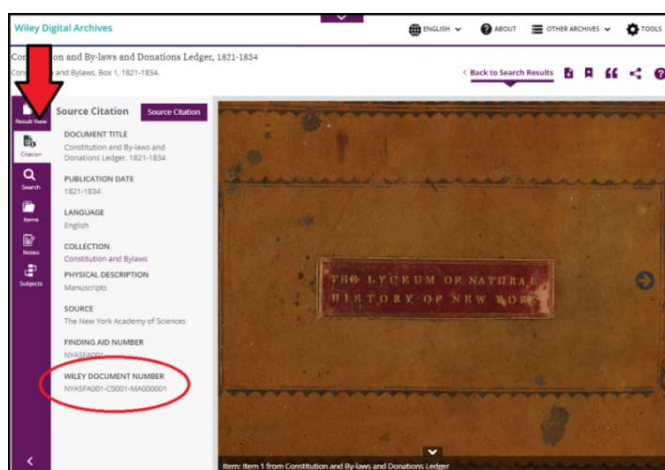 Wiley Digital Archives
ENGLISH
ABOUT
OTHER ARCHIVES
TOOLS
on and By-laws and Donations Ledger, 1821-1834
and Bylaws, Box 1, 1821-1834.
< Back to Search Results
Result View
Citation
Search
Items
Notes
Subjects
Source Citation
Source Citation
DOCUMENT TITLE
Constitution and By-laws and
Donations Ledger, 1821-1834
PUBLICATION DATE
1821-1834
LANGUAGE
English
COLLECTION
Constitution and Bylaws
PHYSICAL DESCRIPTION
Manuscripts
SOURCE
The New York Academy of Sciences
FINDING AID NUMBER
NYASFA001
WILEY DOCUMENT NUMBER
NYASFA001-C0001-MA000001
THE LYCEUM OF NATURAL
HISTORY OF NEW YORK
Item: Item 1 from Constitution and By-laws and Donations Ledger